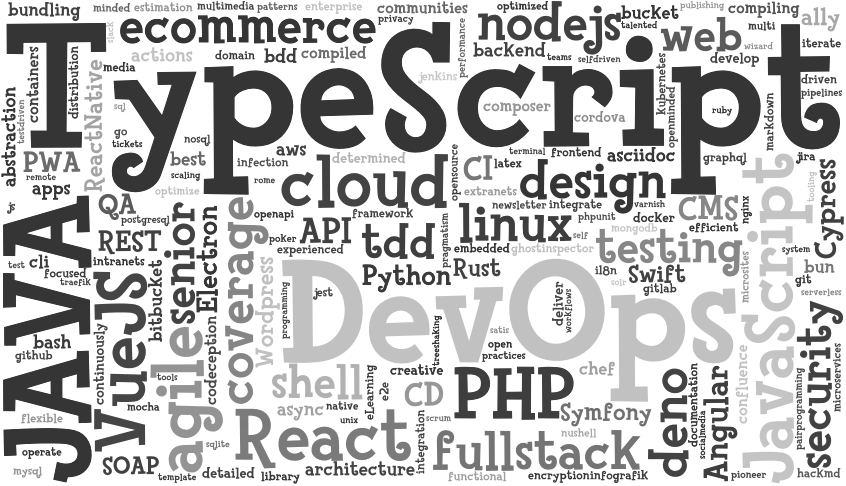 bundling
minded
estimation
multimedia
patterns
enterprise
communities
privacy
optimized
nodejs
bucket
talented
publishing
compiling
ally
slack
ecommerce
performance
backend
teams
selfdriven
web
multi
wizard
iterate
TypeScript
actions
domain
bdd
compiled
jenkins
develop
driven
pipelines
containers
distribution
media
abstraction
testdriven
ReactNative
sql
go
tickets
nosql
composer
cordova
kubernetes
openminded
ruby
markdown
PWA
remote
apps
best
scaling
infection
aws
determined
opensource
CI
latex
terminal
frontend
asciidoc
graphql
jira
tooling
optimize
rome
cloud
extranets
design
js
JAVA
QA
postgresql
senior
Electron
coverage
openapi
framework
newsletter
integrate
varnish
CMS
nginx
JavaScript
Cypress
REST
poker
API
tdd
pragmatism
linux
phpunit
docker
efficient
experienced
self
mongodb
test
cli
intranets
embedded
ghostinspector
testing
system
focused
traefik
bitbucket
Wordpress
Python
Rust
i18n
Swift
solr
gitlab
microsites
bun
git
serverless
VueJS
programming
jest
DevOps
deliver
workflows
bash
github
continuously
codeception
treeshaking
satis
open
practices
security
microservices
agile
tools
shell
eLearning
creative
chef
confluence
pairprogramming
mocha
async
native
unix
e2e
CD
scrum
PHP
Symfony
deno
documentation
socialmedia
Angular
flexible
operate
mysql
SOAP
template
sqlite
React
detailed
library
architecture
integration
fullstack
nushell
functional
encryption
infografik
pioneer
hackmd